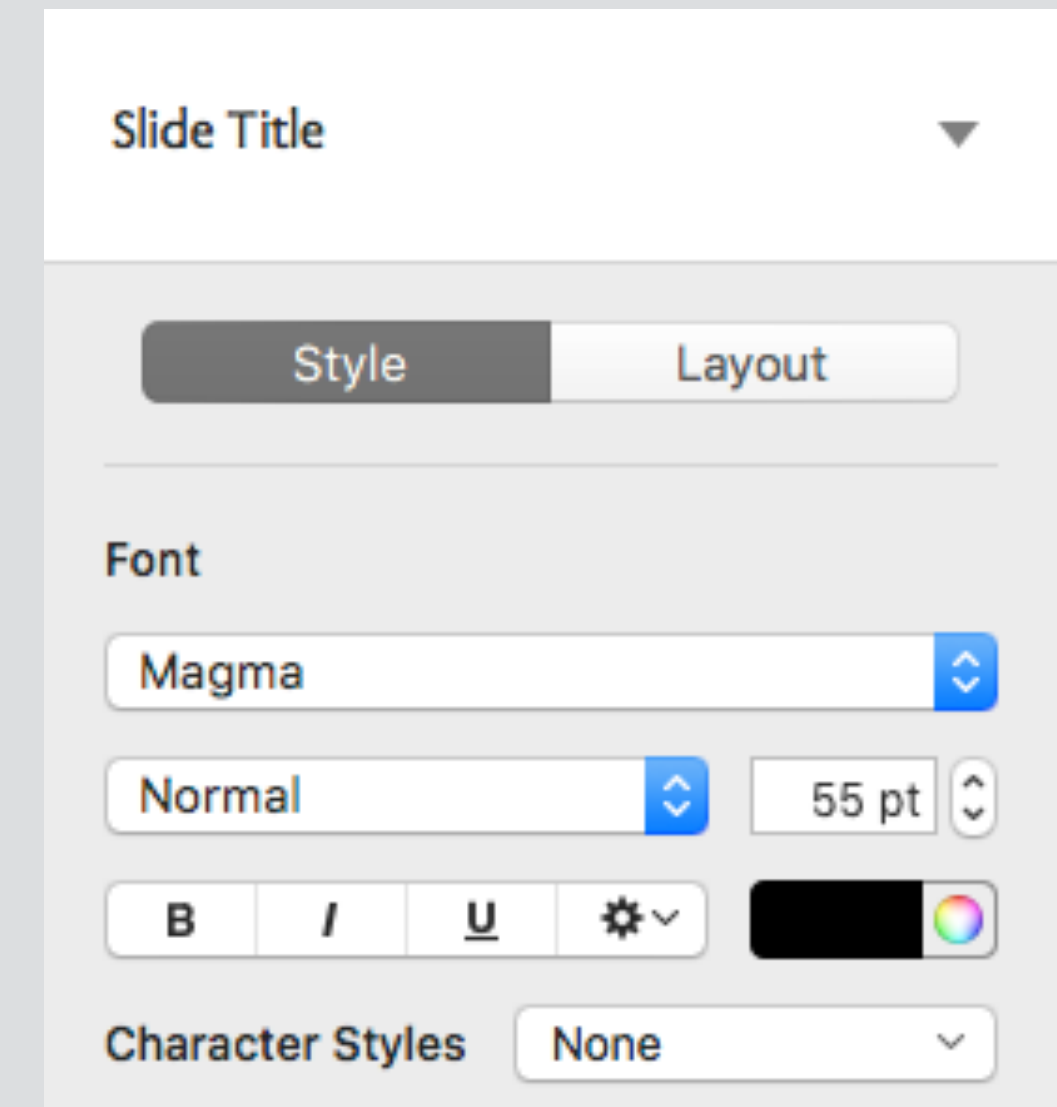 Slide Title
Style Layout
Font
Magma
Normal 55 pt
B I U
Character Styles None